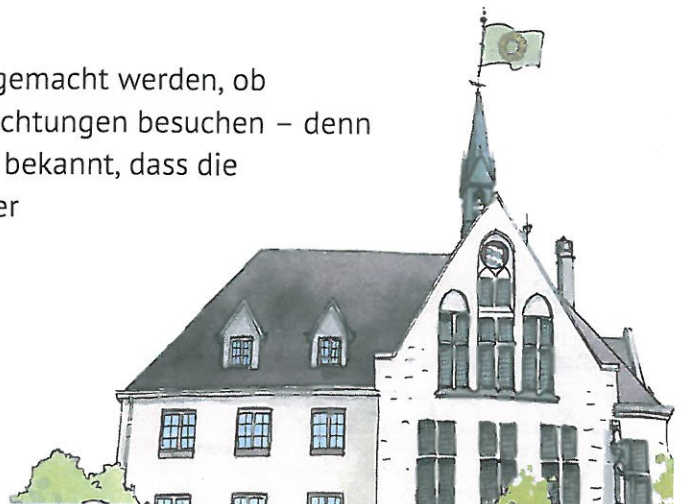 gemacht werden, ob
chtungen besuchen – denn
bekannt, dass die
er